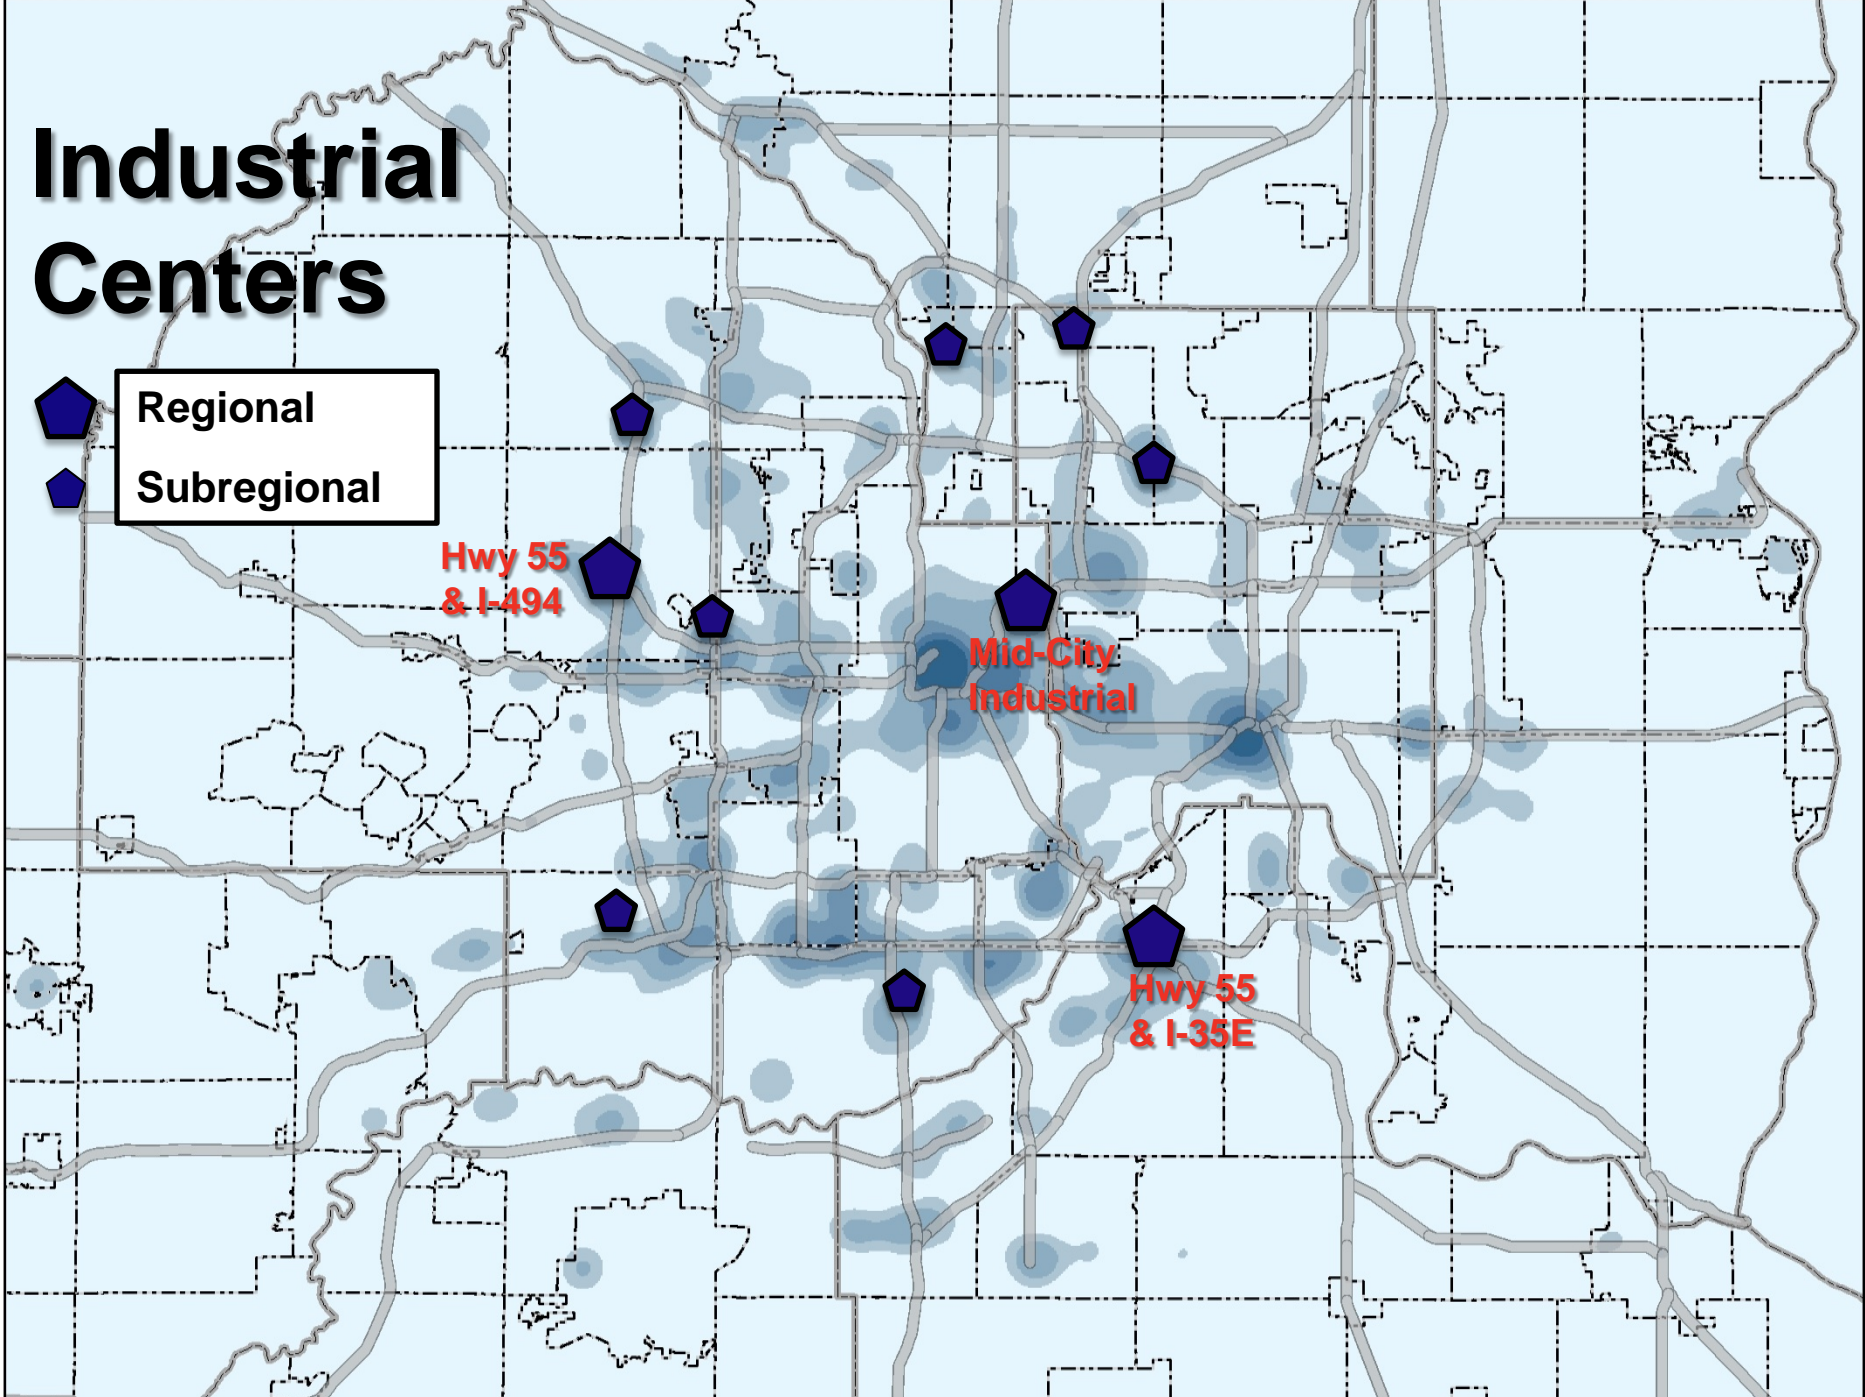 Industrial
Centers
Regional
Subregional
Hwy 55
& I-494
Mid-City
Industrial
Hwy 55
& I-35E